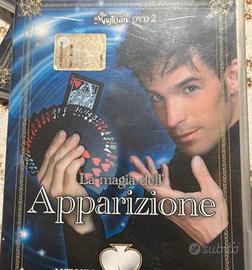 Magician DVD 2
La magia dell'
Apparizione
Subito